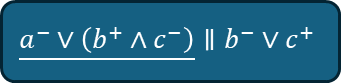 a⁻ ∨ (b⁺ ∧ c⁻) ∥ b⁻ ∨ c⁺